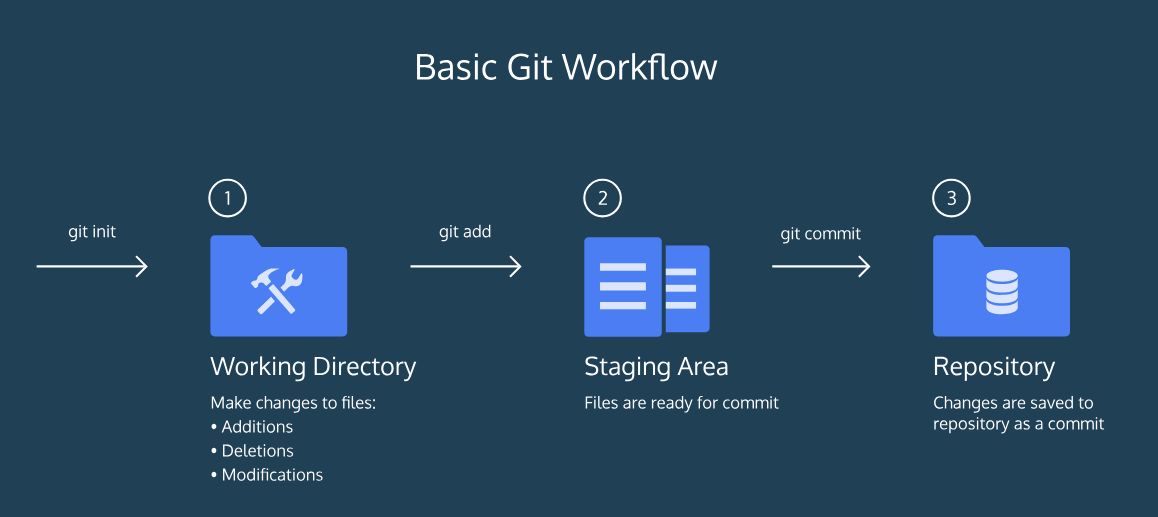 Basic Git Workflow
git init
1
Working Directory
Make changes to files:
• Additions
• Deletions
• Modifications
git add
2
Staging Area
Files are ready for commit
git commit
3
Repository
Changes are saved to
repository as a commit